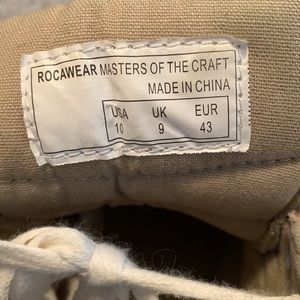 ROCAWEAR MASTERS OF THE CRAFT
MADE IN CHINA
USA UK EUR
10 9 43